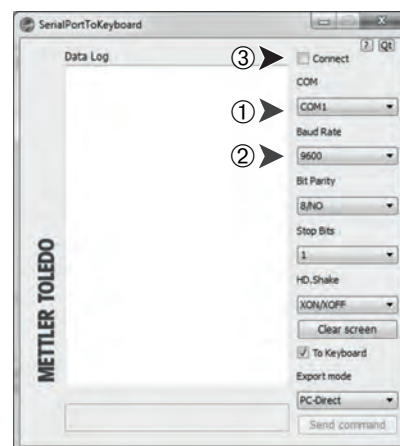 SerialPortToKeyboard
? Qt
Data Log
③ Connect
COM
① COM1
Baud Rate
② 9600
Bit Parity
8/NO
Stop Bits
1
HD.Shake
XON/XOFF
Clear screen
To Keyboard
Export mode
PC-Direct
Send command
METTLER TOLEDO